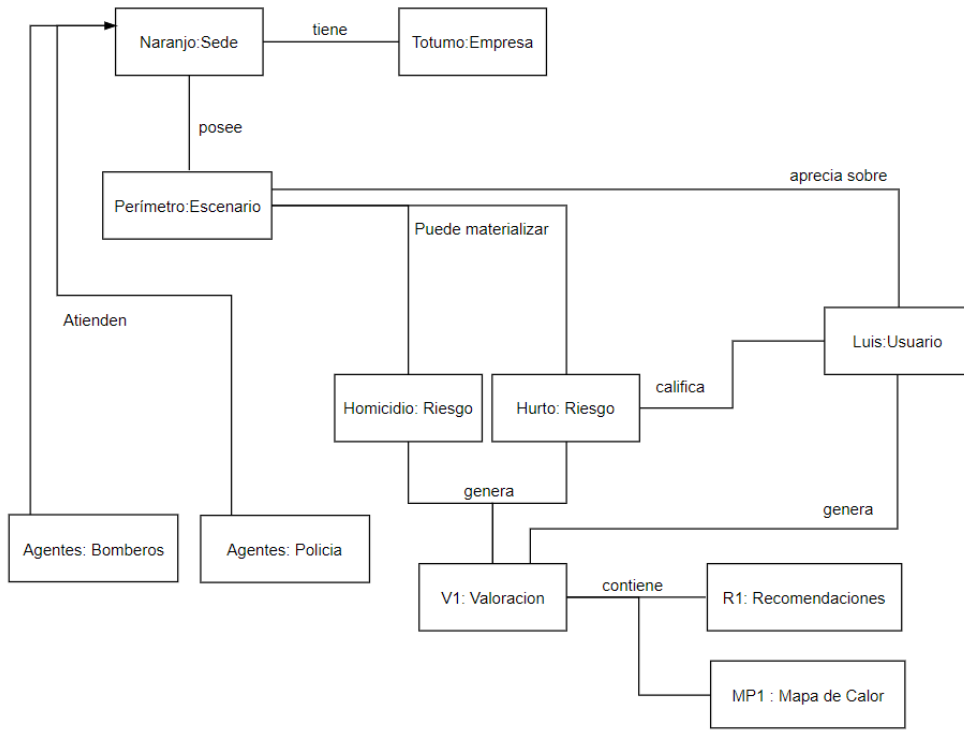 tiene
Naranjo:Sede
Totumo:Empresa
posee
aprecia sobre
Perímetro:Escenario
Puede materializar
Atienden
Luis:Usuario
califica
Homicidio: Riesgo
Hurto: Riesgo
genera
genera
Agentes: Bomberos
Agentes: Policia
contiene
V1: Valoracion
R1: Recomendaciones
MP1 : Mapa de Calor